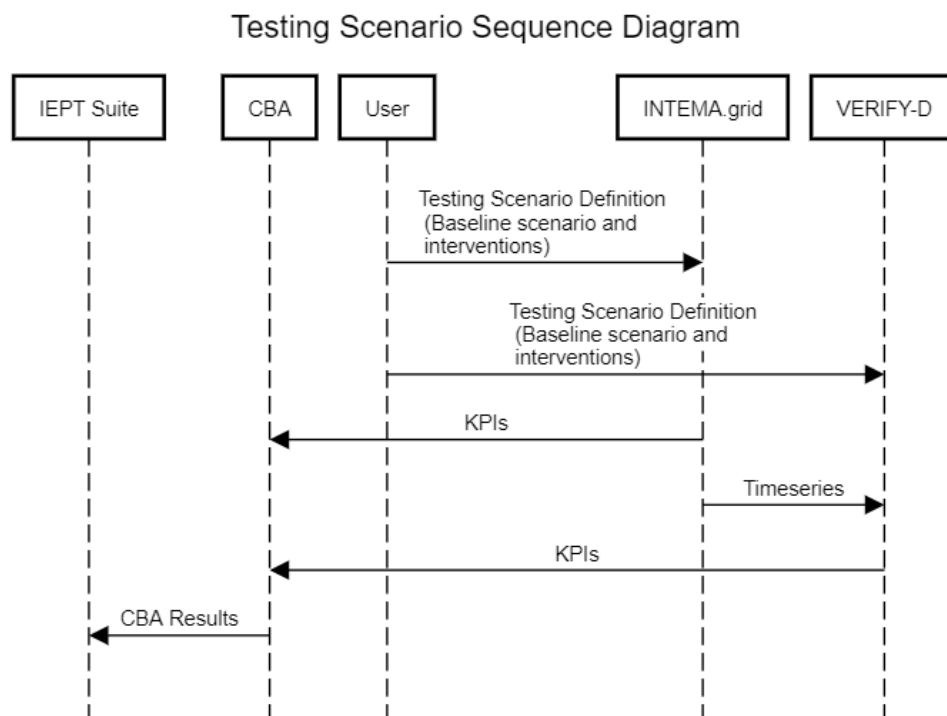 Testing Scenario Sequence Diagram
IEPT Suite
CBA
User
INTEMA.grid
VERIFY-D
Testing Scenario Definition
(Baseline scenario and
interventions)
Testing Scenario Definition
(Baseline scenario and
interventions)
KPIs
Timeseries
KPIs
CBA Results